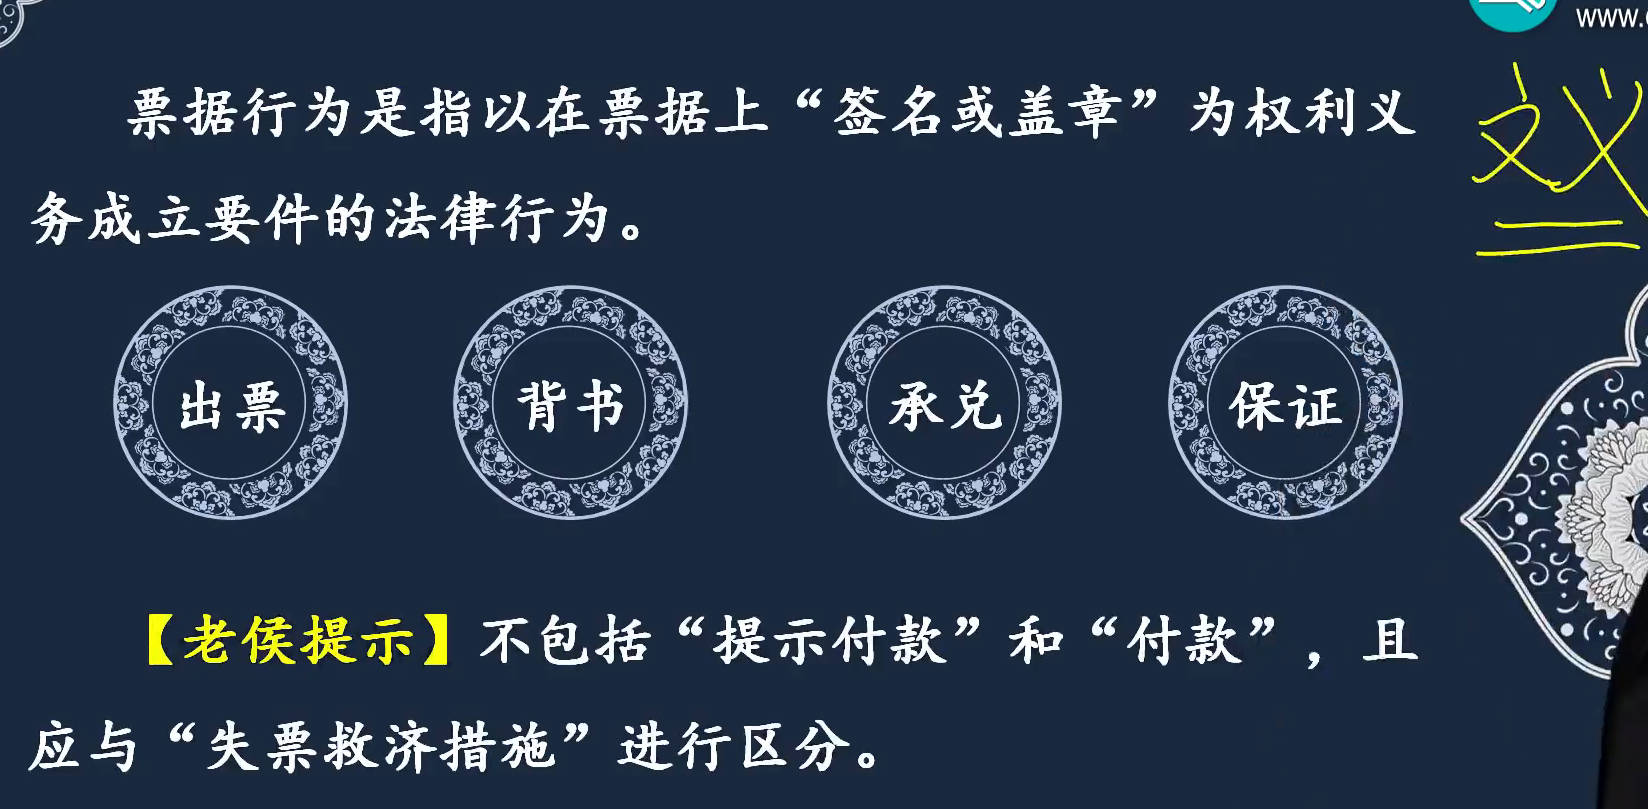 www.
票据行为是指以在票据上“签名或盖章”为权利义
文义
务成立要件的法律行为。
出票 背书 承兑 保证
【老侯提示】不包括“提示付款”和“付款”，且
应与“失票救济措施”进行区分。